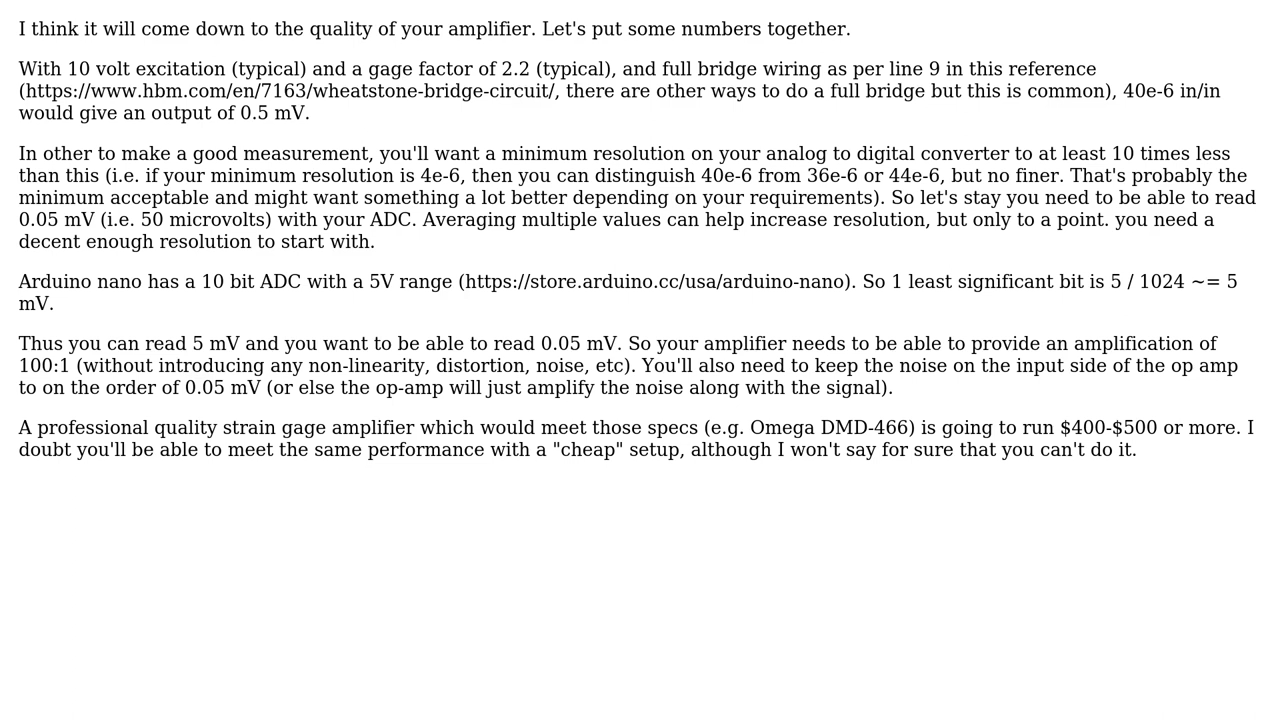 I think it will come down to the quality of your amplifier. Let's put some numbers together.
With 10 volt excitation (typical) and a gage factor of 2.2 (typical), and full bridge wiring as per line 9 in this reference
(https://www.hbm.com/en/7163/wheatstone-bridge-circuit/, there are other ways to do a full bridge but this is common), 40e-6 in/in
would give an output of 0.5 mV.
In other to make a good measurement, you'll want a minimum resolution on your analog to digital converter to at least 10 times less
than this (i.e. if your minimum resolution is 4e-6, then you can distinguish 40e-6 from 36e-6 or 44e-6, but no finer. That's probably the
minimum acceptable and might want something a lot better depending on your requirements). So let's stay you need to be able to read
0.05 mV (i.e. 50 microvolts) with your ADC. Averaging multiple values can help increase resolution, but only to a point. you need a
decent enough resolution to start with.
Arduino nano has a 10 bit ADC with a 5V range (https://store.arduino.cc/usa/arduino-nano). So 1 least significant bit is 5 / 1024 ~= 5
mV.
Thus you can read 5 mV and you want to be able to read 0.05 mV. So your amplifier needs to be able to provide an amplification of
100:1 (without introducing any non-linearity, distortion, noise, etc). You'll also need to keep the noise on the input side of the op amp
to on the order of 0.05 mV (or else the op-amp will just amplify the noise along with the signal).
A professional quality strain gage amplifier which would meet those specs (e.g. Omega DMD-466) is going to run $400-$500 or more. I
doubt you'll be able to meet the same performance with a "cheap" setup, although I won't say for sure that you can't do it.